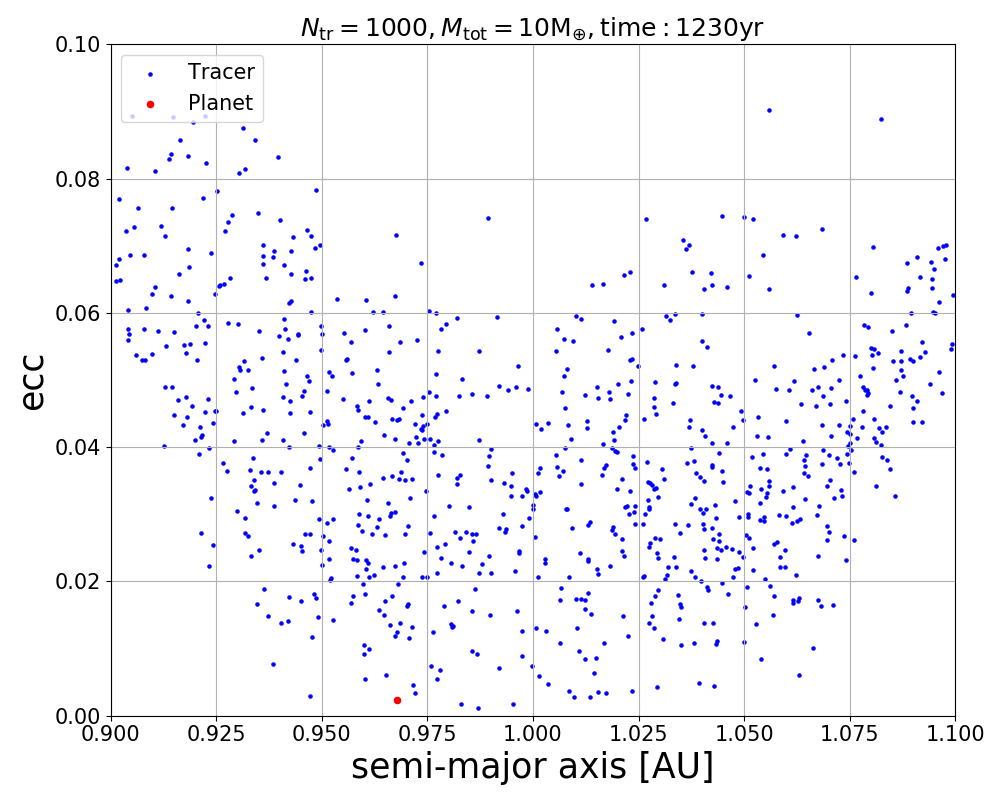 N_tr = 1000, M_tot = 10M_⊕, time : 1230yr
Tracer
Planet
ecc
0.10
0.08
0.06
0.04
0.02
0.00
0.900 0.925 0.950 0.975 1.000 1.025 1.050 1.075 1.100
semi-major axis [AU]